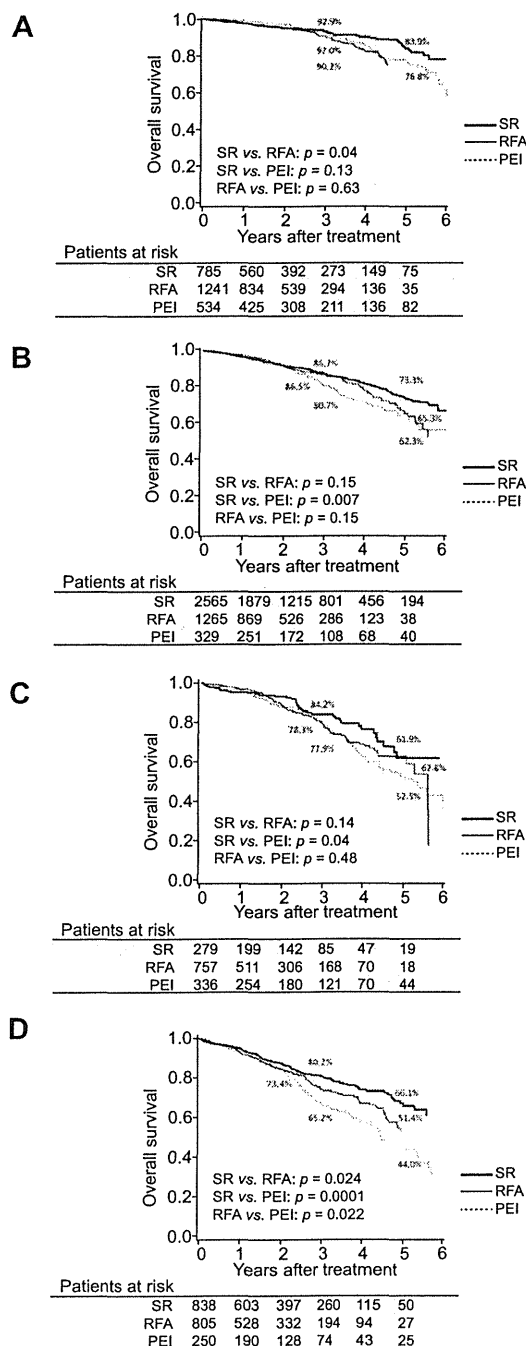 A
1.0
0.8
0.6
0.4
0.2
0.0
Overall survival
92.9%
92.0%
90.2%
83.9%
76.8%
SR vs. RFA: p = 0.04
SR vs. PEI: p = 0.13
RFA vs. PEI: p = 0.63
0 1 2 3 4 5 6
Years after treatment
SR
RFA
PEI
Patients at risk
SR 785 560 392 273 149 75
RFA 1241 834 539 294 136 35
PEI 534 425 308 211 136 82
B
1.0
0.8
0.6
0.4
0.2
0.0
Overall survival
86.5%
80.7%
73.3%
65.3%
62.3%
SR vs. RFA: p = 0.15
SR vs. PEI: p = 0.007
RFA vs. PEI: p = 0.15
0 1 2 3 4 5 6
Years after treatment
SR
RFA
PEI
Patients at risk
SR 2565 1879 1215 801 456 194
RFA 1265 869 526 286 123 38
PEI 329 251 172 108 68 40
C
1.0
0.8
0.6
0.4
0.2
0.0
Overall survival
84.2%
78.3%
77.9%
61.9%
62.8%
52.5%
SR vs. RFA: p = 0.14
SR vs. PEI: p = 0.04
RFA vs. PEI: p = 0.48
0 1 2 3 4 5 6
Years after treatment
SR
RFA
PEI
Patients at risk
SR 279 199 142 85 47 19
RFA 757 511 306 168 70 18
PEI 336 254 180 121 70 44
D
1.0
0.8
0.6
0.4
0.2
0.0
Overall survival
80.2%
73.4%
65.2%
66.1%
51.4%
44.0%
SR vs. RFA: p = 0.024
SR vs. PEI: p = 0.0001
RFA vs. PEI: p = 0.022
0 1 2 3 4 5 6
Years after treatment
SR
RFA
PEI
Patients at risk
SR 838 603 397 260 115 50
RFA 805 528 332 194 94 27
PEI 250 190 128 74 43 25